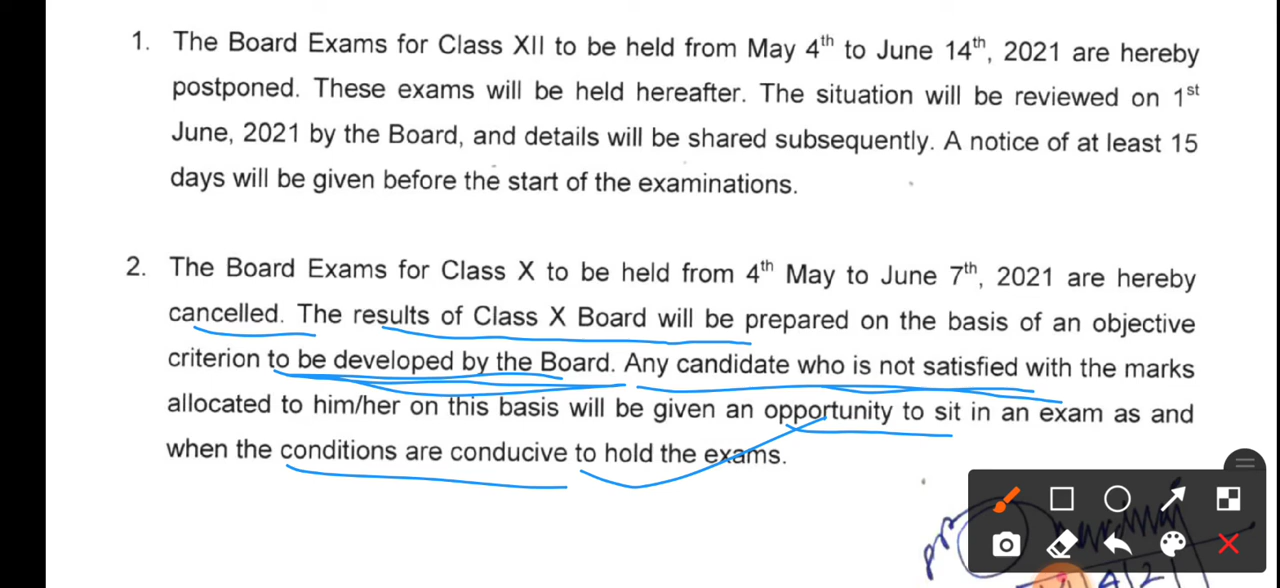 1. The Board Exams for Class XII to be held from May 4th to June 14th, 2021 are hereby
postponed. These exams will be held hereafter. The situation will be reviewed on 1st
June, 2021 by the Board, and details will be shared subsequently. A notice of at least 15
days will be given before the start of the examinations.
2. The Board Exams for Class X to be held from 4th May to June 7th, 2021 are hereby
cancelled. The results of Class X Board will be prepared on the basis of an objective
criterion to be developed by the Board. Any candidate who is not satisfied with the marks
allocated to him/her on this basis will be given an opportunity to sit in an exam as and
when the conditions are conducive to hold the exams.